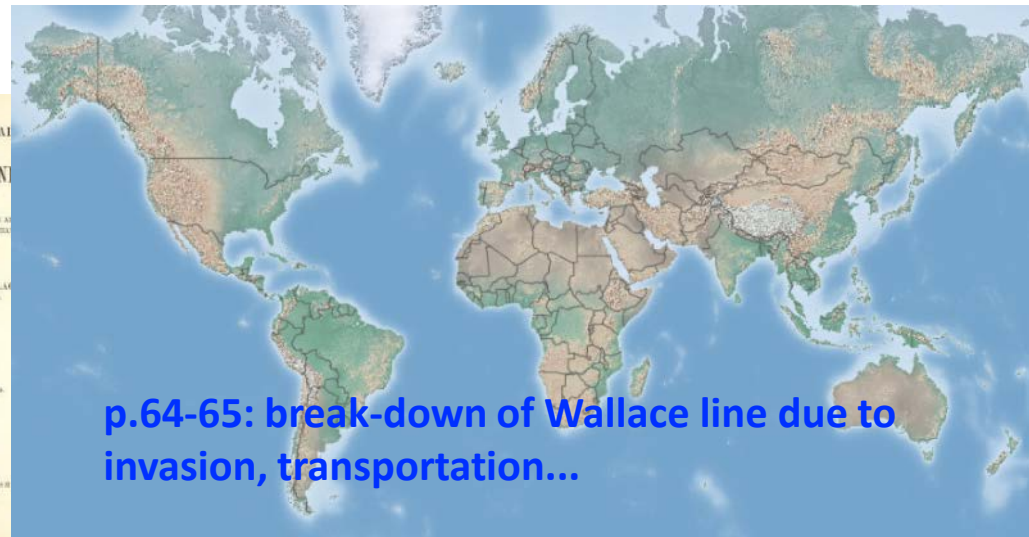 p.64-65: break-down of Wallace line due to
invasion, transportation...